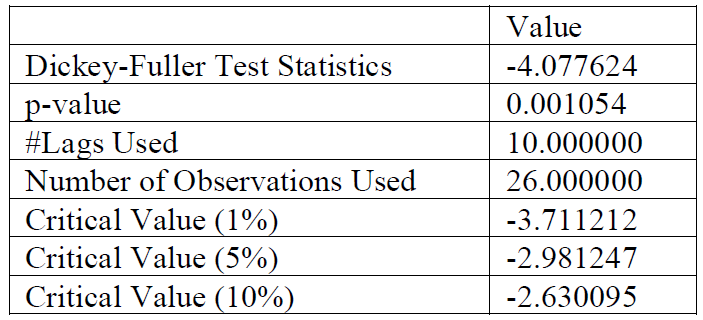 Value
Dickey-Fuller Test Statistics -4.077624
p-value 0.001054
#Lags Used 10.000000
Number of Observations Used 26.000000
Critical Value (1%) -3.711212
Critical Value (5%) -2.981247
Critical Value (10%) -2.630095